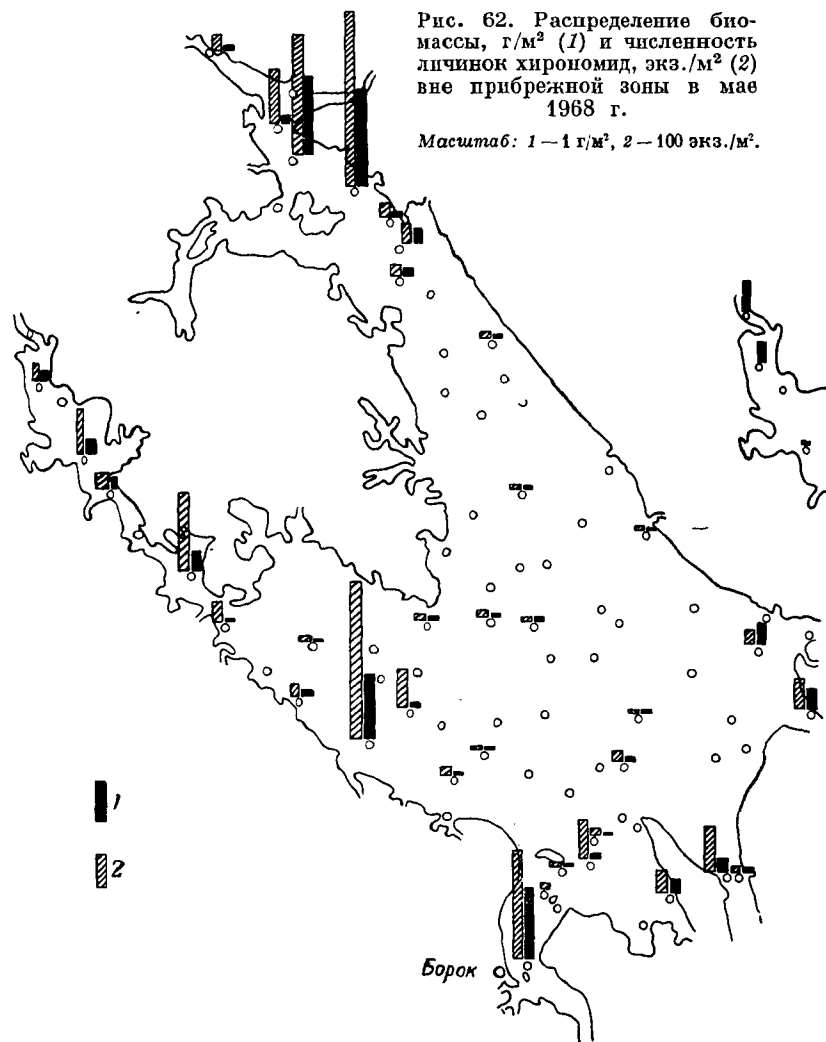 Рис. 62. Распределение био-
массы, г/м² (1) и численность
личинок хирономид, экз./м² (2)
вне прибрежной зоны в мае
1968 г.
Масштаб: 1 — 1 г/м², 2 — 100 экз./м².
1
2
Борок